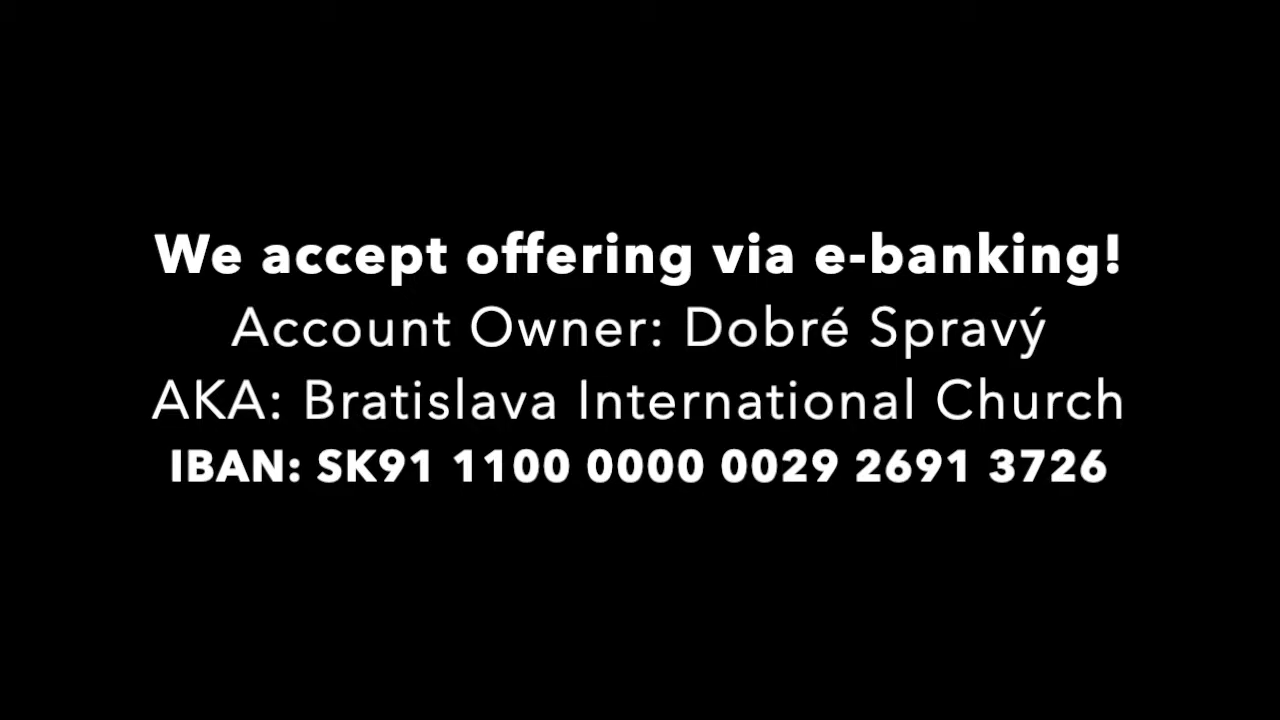 We accept offering via e-banking!
Account Owner: Dobré Spravý
AKA: Bratislava International Church
IBAN: SK91 1100 0000 0029 2691 3726